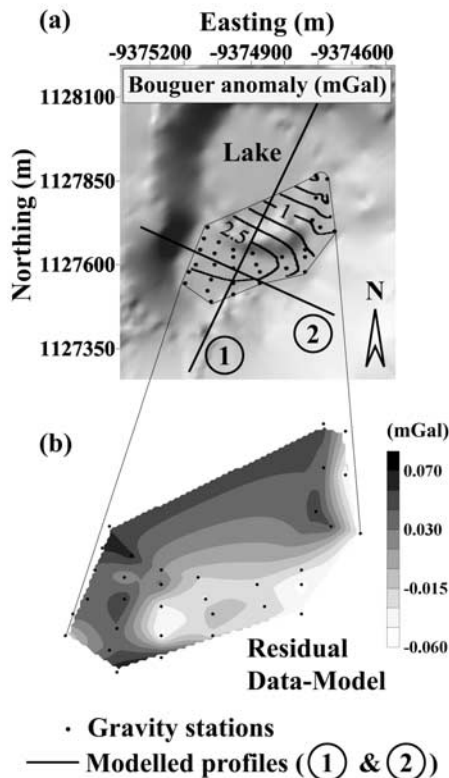 Easting (m)
(a)
-9375200 -9374900 -9374600
Bouguer anomaly (mGal)
1128100
Lake
1127850
1
2.5
Northing (m)
1127600
N
1127350
1
2
(b)
(mGal)
0.070
0.030
-0.015
-0.060
Residual
Data-Model
Gravity stations
Modelled profiles (1 & 2)